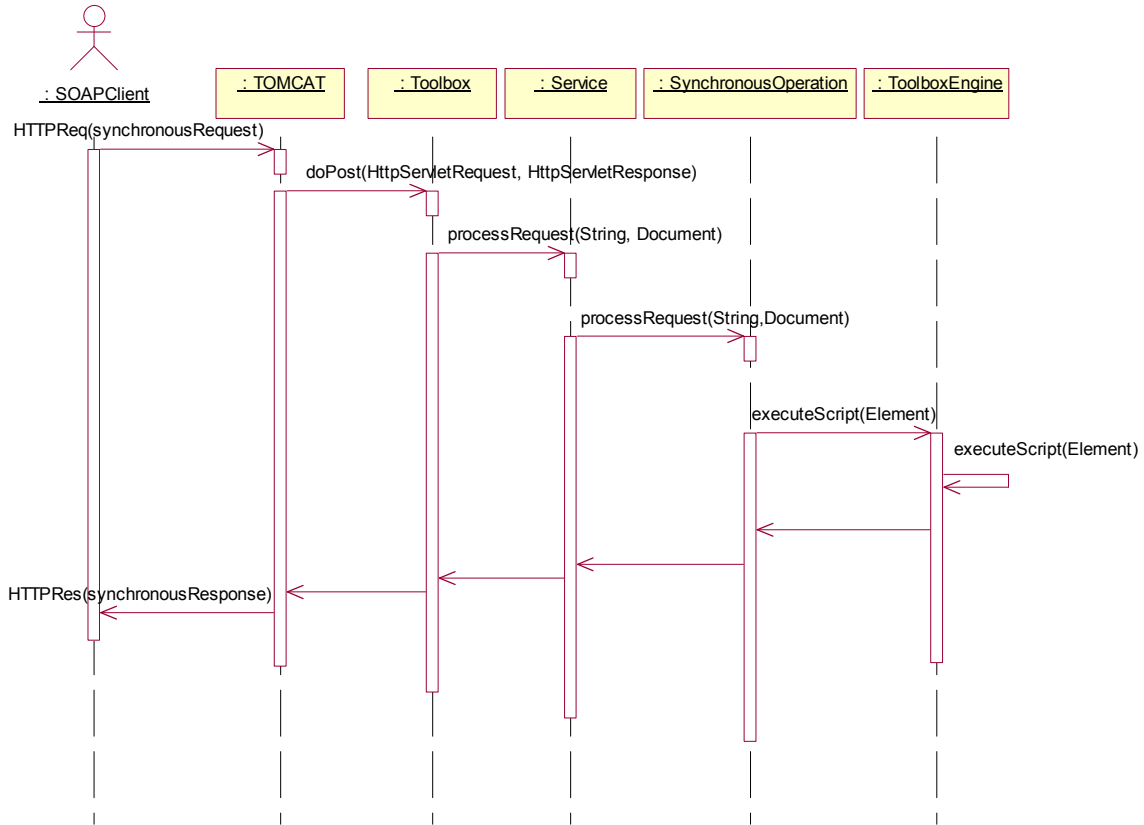 : SOAPClient
: TOMCAT
: Toolbox
: Service
: SynchronousOperation
: ToolboxEngine
HTTPReq(synchronousRequest)
doPost(HttpServletRequest, HttpServletResponse)
processRequest(String, Document)
processRequest(String,Document)
executeScript(Element)
executeScript(Element)
HTTPRes(synchronousResponse)